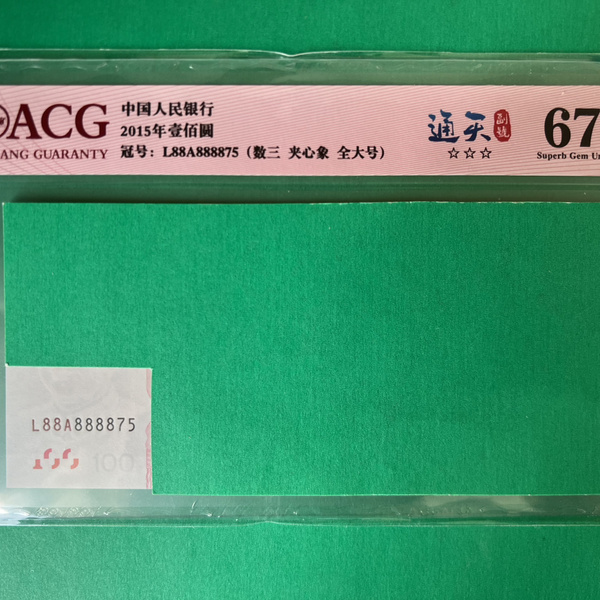 ACG
ANG GUARANTY
中国人民银行
2015年壹佰圆
冠号：L88A888875（数三 夹心象 全大号）
通天
副號
☆☆☆
67
Superb Gem Un
L88A888875
100